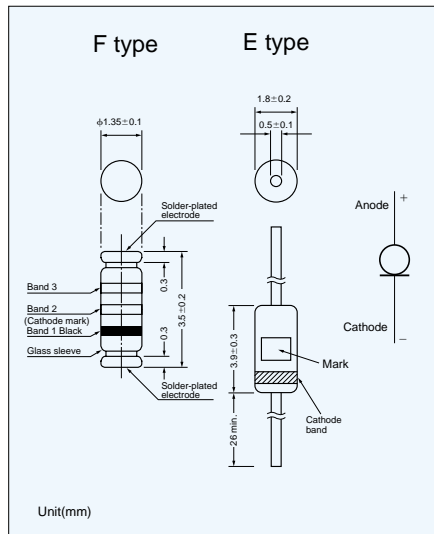 F type
E type
φ1.35±0.1
1.8±0.2
0.5±0.1
Solder-plated
electrode
Anode
+
Band 3
Band 2
(Cathode mark)
Band 1 Black
Glass sleeve
0.3
3.5±0.2
0.3
Solder-plated
electrode
3.9±0.3
Mark
Cathode
–
Cathode
band
26 min.
Unit(mm)